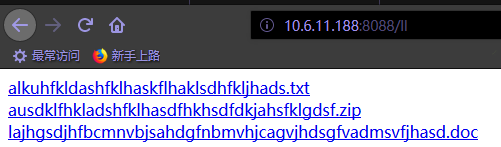 10.6.11.188:8088/ll
最常访问 新手上路
alkuhfkldashfklhaskflhaklsdhfkljhads.txt
ausdklfhkladshfklhasdfhkhsdfdkjahsfklgdsf.zip
lajhgsdjhfbcmnvbjsahdgfnbmvhjcagvjhdsgfvadmsvfjhasd.doc